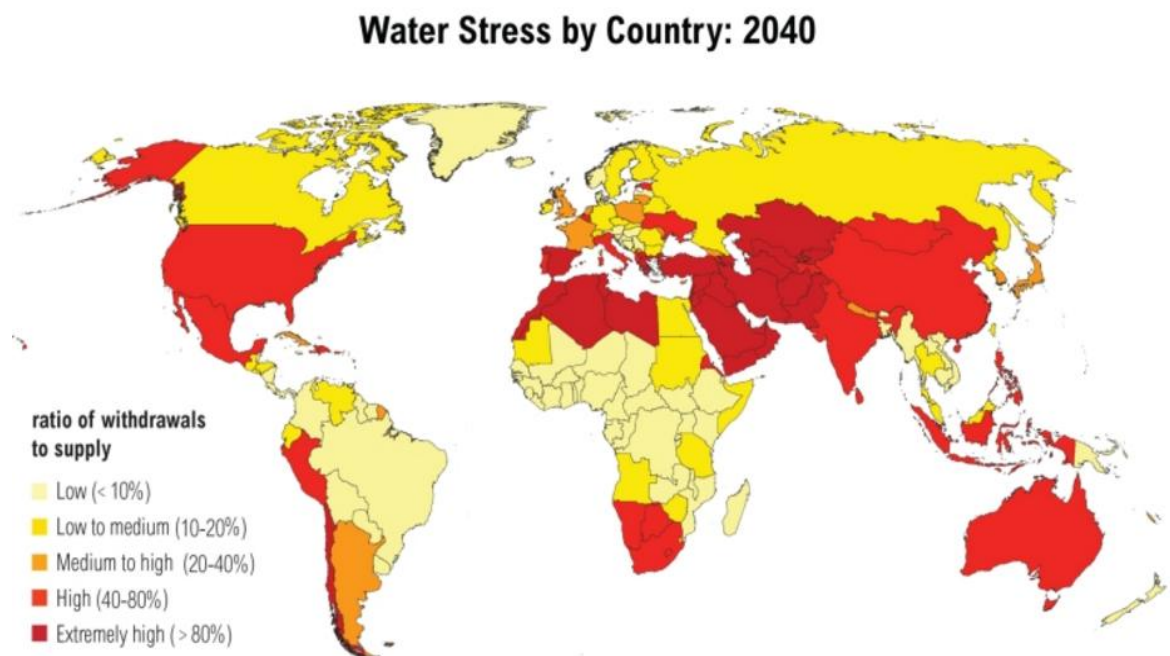 Water Stress by Country: 2040
ratio of withdrawals
to supply
Low (< 10%)
Low to medium (10-20%)
Medium to high (20-40%)
High (40-80%)
Extremely high (> 80%)